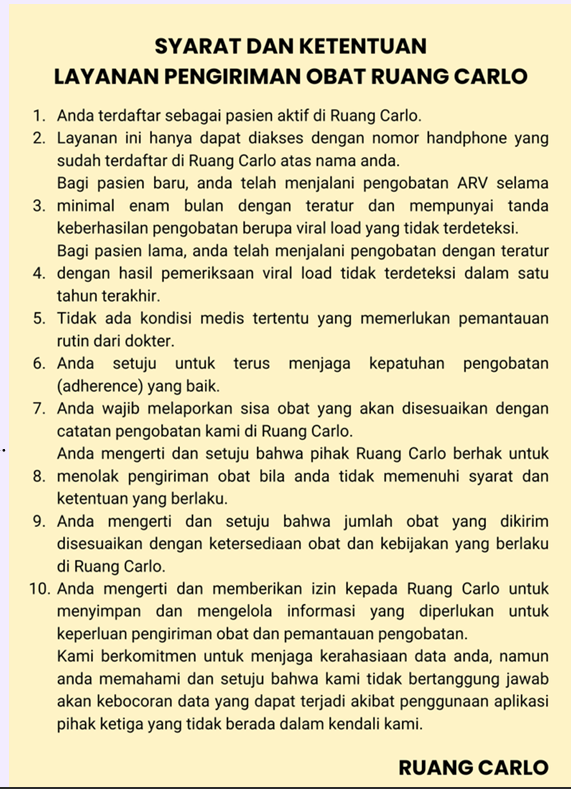 SYARAT DAN KETENTUAN
LAYANAN PENGIRIMAN OBAT RUANG CARLO
1. Anda terdaftar sebagai pasien aktif di Ruang Carlo.
2. Layanan ini hanya dapat diakses dengan nomor handphone yang
sudah terdaftar di Ruang Carlo atas nama anda.
Bagi pasien baru, anda telah menjalani pengobatan ARV selama
3. minimal enam bulan dengan teratur dan mempunyai tanda
keberhasilan pengobatan berupa viral load yang tidak terdeteksi.
Bagi pasien lama, anda telah menjalani pengobatan dengan teratur
4. dengan hasil pemeriksaan viral load tidak terdeteksi dalam satu
tahun terakhir.
5. Tidak ada kondisi medis tertentu yang memerlukan pemantauan
rutin dari dokter.
6. Anda setuju untuk terus menjaga kepatuhan pengobatan
(adherence) yang baik.
7. Anda wajib melaporkan sisa obat yang akan disesuaikan dengan
catatan pengobatan kami di Ruang Carlo.
Anda mengerti dan setuju bahwa pihak Ruang Carlo berhak untuk
8. menolak pengiriman obat bila anda tidak memenuhi syarat dan
ketentuan yang berlaku.
9. Anda mengerti dan setuju bahwa jumlah obat yang dikirim
disesuaikan dengan ketersediaan obat dan kebijakan yang berlaku
di Ruang Carlo.
10. Anda mengerti dan memberikan izin kepada Ruang Carlo untuk
menyimpan dan mengelola informasi yang diperlukan untuk
keperluan pengiriman obat dan pemantauan pengobatan.
Kami berkomitmen untuk menjaga kerahasiaan data anda, namun
anda memahami dan setuju bahwa kami tidak bertanggung jawab
akan kebocoran data yang dapat terjadi akibat penggunaan aplikasi
pihak ketiga yang tidak berada dalam kendali kami.
RUANG CARLO